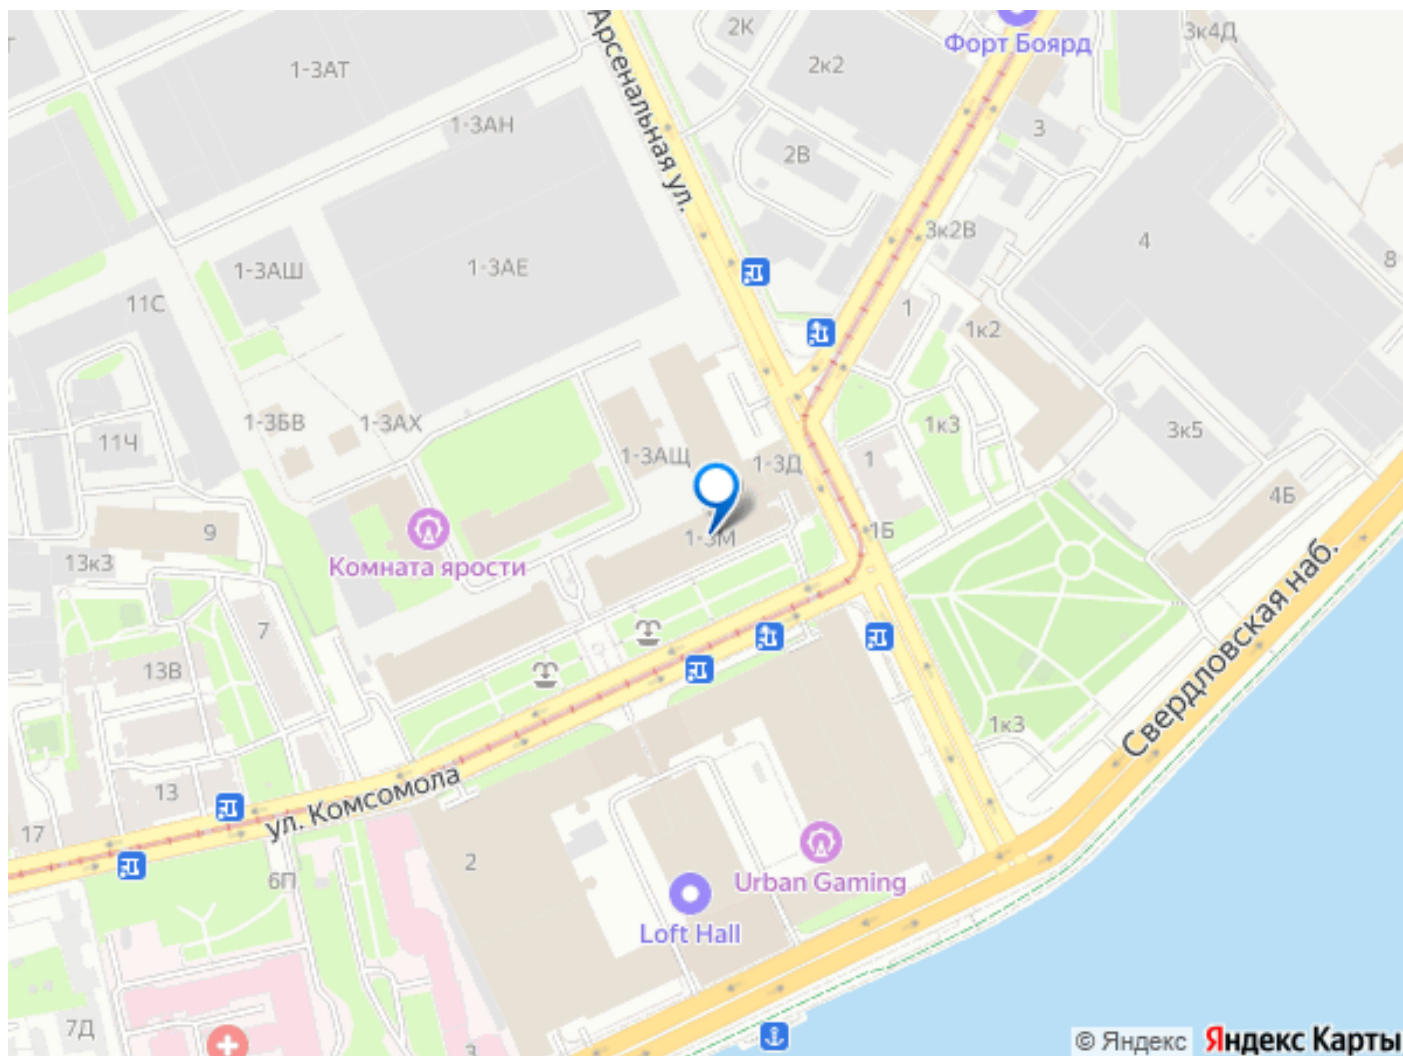 2К
Форт Боярд
3к4Д
1-3АТ
2к2
Арсенальная ул.
1-3АН
3
2В
3к2В
4
8
1-3АШ
1-3АЕ
11С
1
1к2
1-3БВ
1-3АХ
11Ч
1к3
3к5
1-3АЩ
1-3Д
1
4Б
9
1-3М
1Б
13к3
Комната ярости
Свердловская наб.
7
13В
1к3
13
ул. Комсомола
17
2
6П
Urban Gaming
Loft Hall
7Д
3
© Яндекс
Яндекс Карты